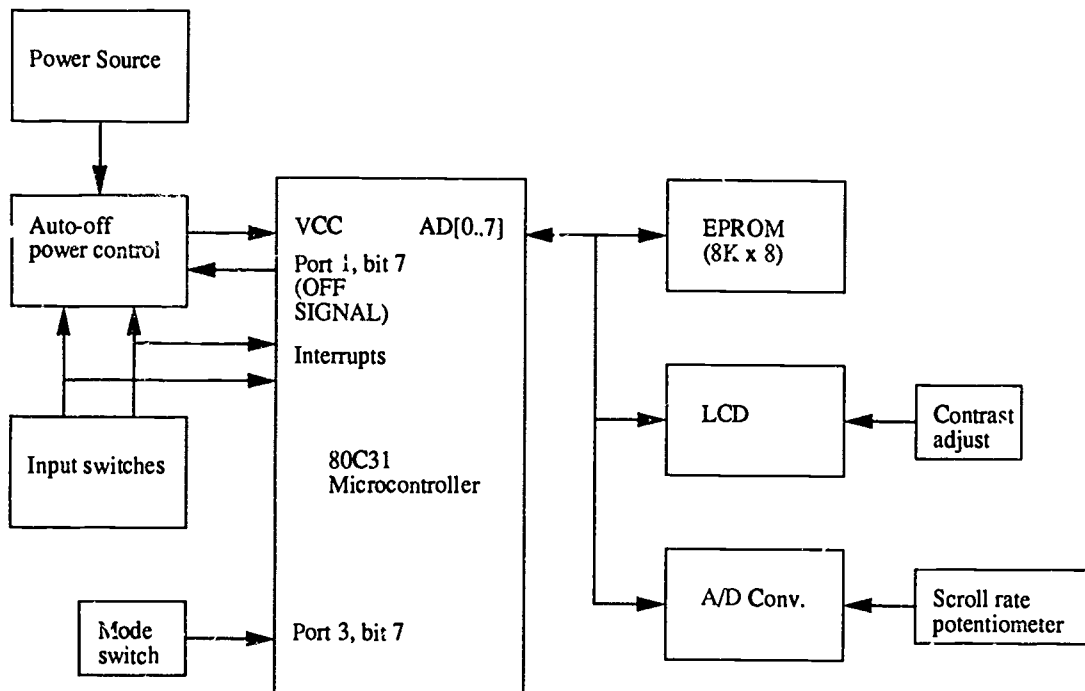 Power Source
Auto-off
power control
VCC
AD[0..7]
Port 1, bit 7
(OFF
SIGNAL)
Interrupts
Input switches
80C31
Microcontroller
Mode
switch
Port 3, bit 7
EPROM
(8K x 8)
LCD
Contrast
adjust
A/D Conv.
Scroll rate
potentiometer